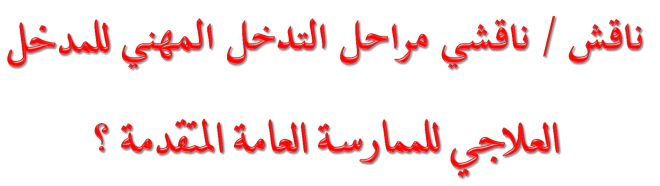 ناقش / ناقشي مراحل التدخل المهني للمدخل
العلاجي للممارسة العامة المتقدمة ؟